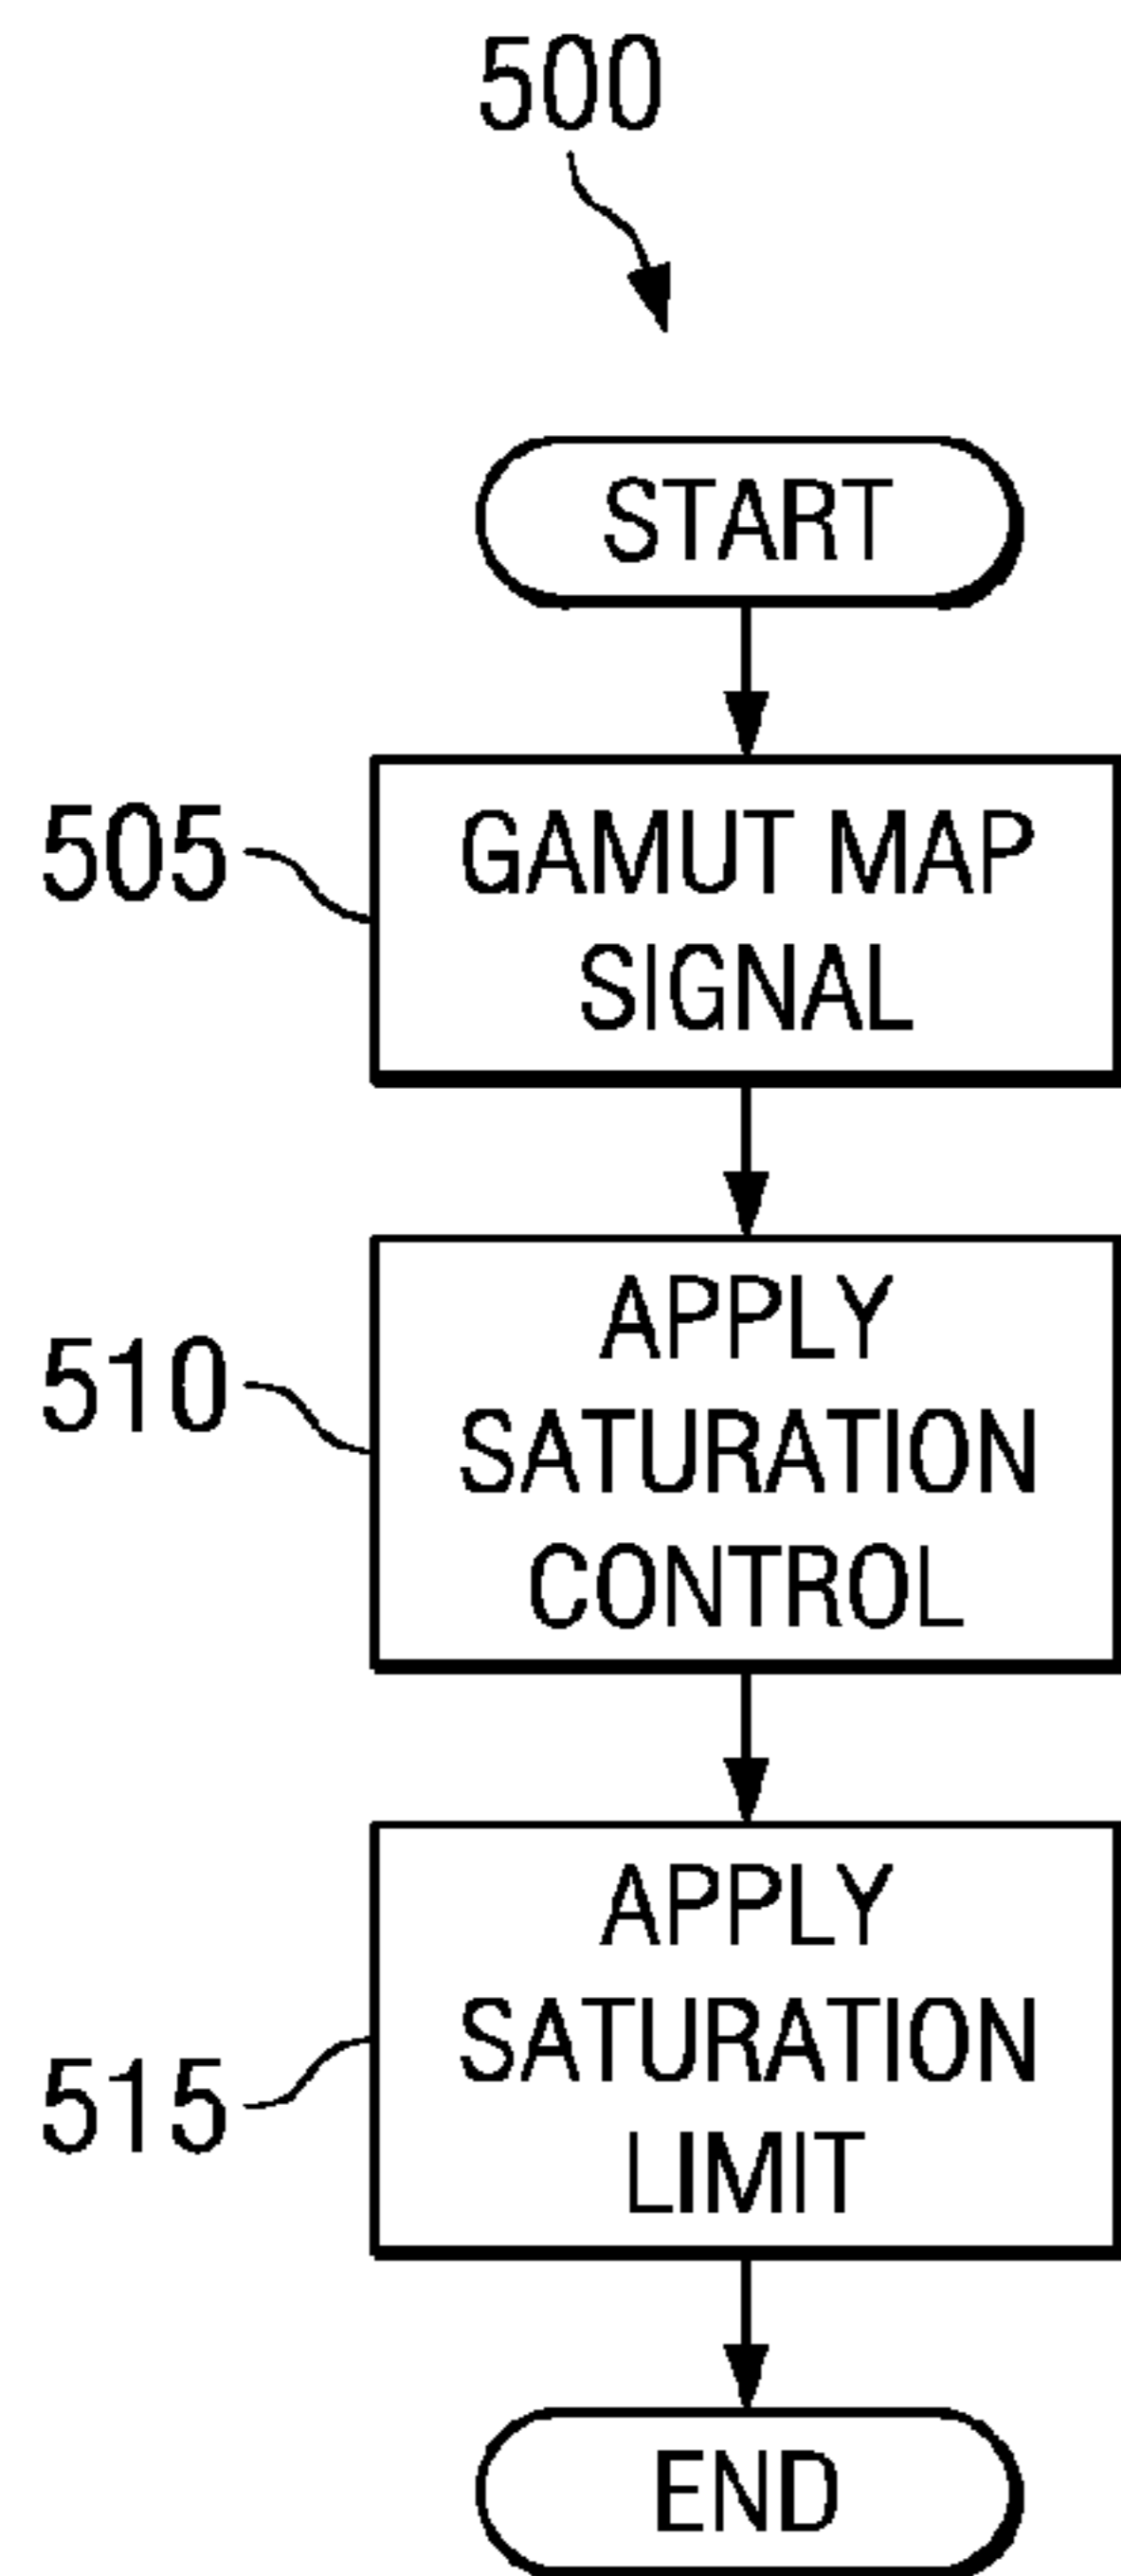 500
START
505
GAMUT MAP
SIGNAL
510
APPLY
SATURATION
CONTROL
515
APPLY
SATURATION
LIMIT
END